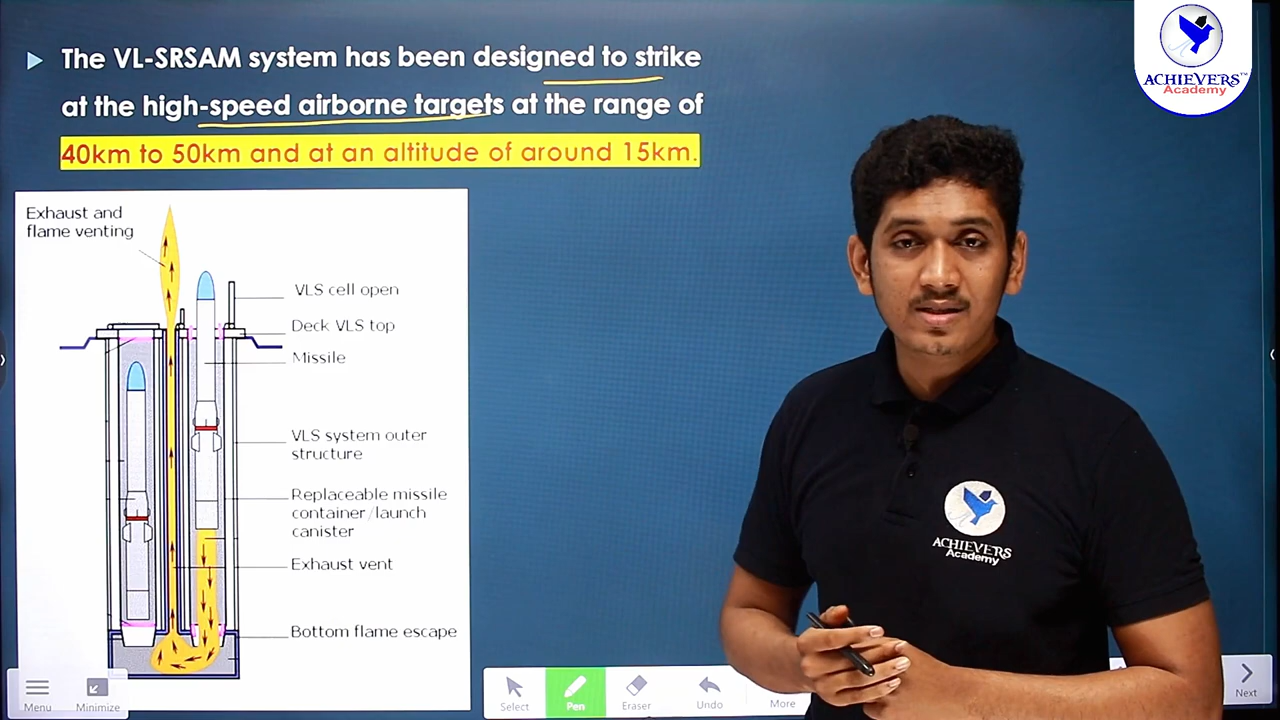 The VL-SRSAM system has been designed to strike
at the high-speed airborne targets at the range of
40km to 50km and at an altitude of around 15km.
ACHIEVERS™
Academy
Exhaust and
flame venting
VLS cell open
Deck VLS top
Missile
VLS system outer
structure
Replaceable missile
container/launch
canister
Exhaust vent
Bottom flame escape
ACHIEVERS
Academy
Menu
Minimize
Select
Pen
Eraser
Undo
More
Next